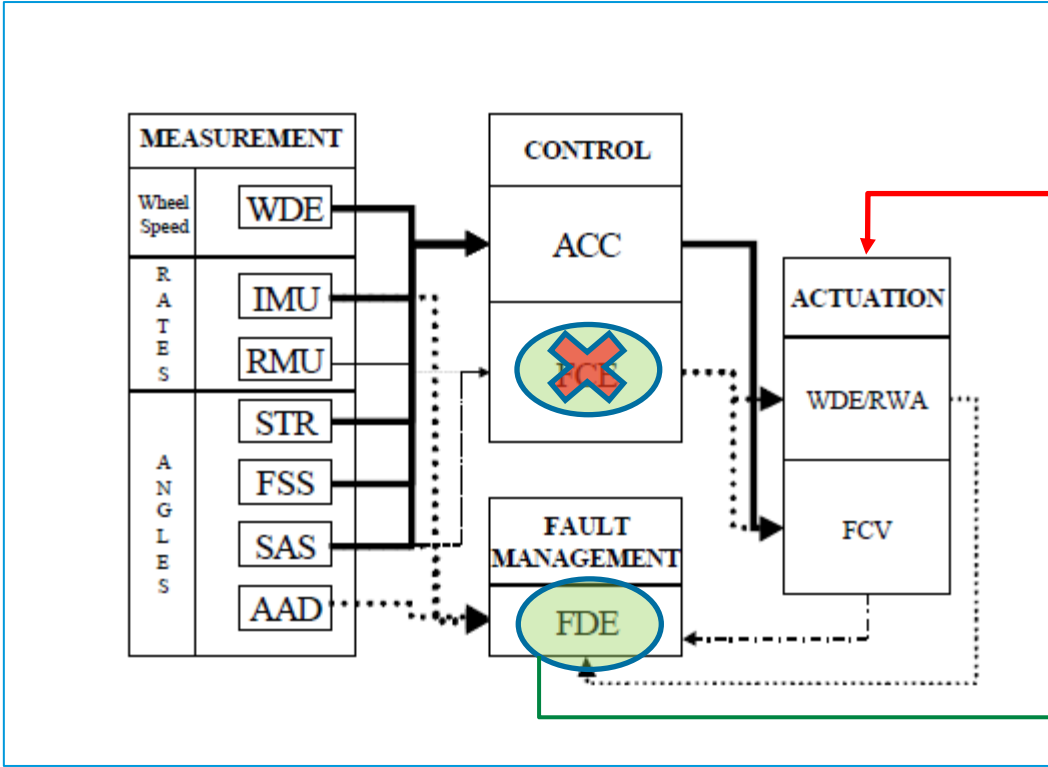 MEASUREMENT
Wheel
Speed
WDE
R
A
T
E
S
IMU
RMU
A
N
G
L
E
S
STR
FSS
SAS
AAD
CONTROL
ACC
FCE
FAULT
MANAGEMENT
FDE
ACTUATION
WDE/RWA
FCV